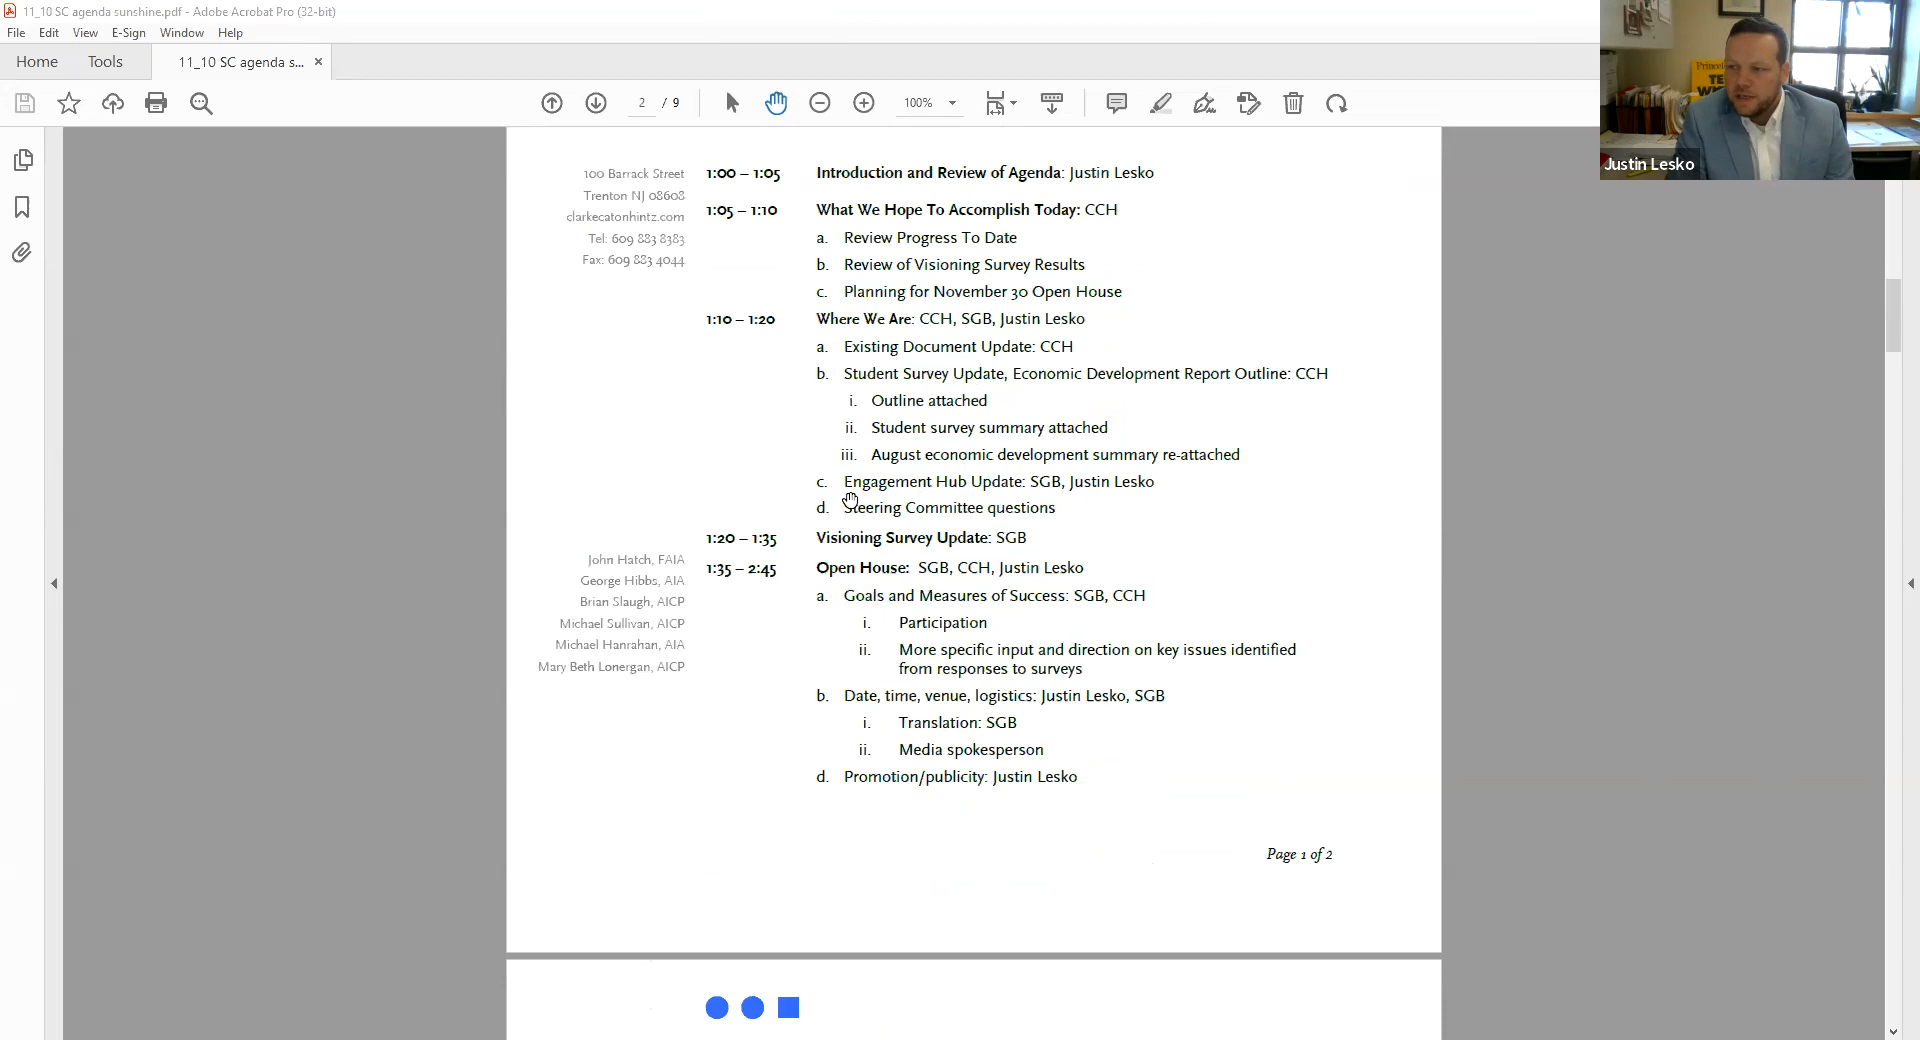 11_10 SC agenda sunshine.pdf - Adobe Acrobat Pro (32-bit)
File Edit View E-Sign Window Help
Home Tools 11_10 SC agenda s... ×
2 / 9 100%
Justin Lesko
100 Barrack Street
Trenton NJ 08608
clarkecatonhintz.com
Tel: 609 883 8383
Fax: 609 883 4044
1:00 – 1:05 Introduction and Review of Agenda: Justin Lesko
1:05 – 1:10 What We Hope To Accomplish Today: CCH
a. Review Progress To Date
b. Review of Visioning Survey Results
c. Planning for November 30 Open House
1:10 – 1:20 Where We Are: CCH, SGB, Justin Lesko
a. Existing Document Update: CCH
b. Student Survey Update, Economic Development Report Outline: CCH
i. Outline attached
ii. Student survey summary attached
iii. August economic development summary re-attached
c. Engagement Hub Update: SGB, Justin Lesko
d. Steering Committee questions
1:20 – 1:35 Visioning Survey Update: SGB
John Hatch, FAIA
George Hibbs, AIA
Brian Slaugh, AICP
Michael Sullivan, AICP
Michael Hanrahan, AIA
Mary Beth Lonergan, AICP
1:35 – 2:45 Open House: SGB, CCH, Justin Lesko
a. Goals and Measures of Success: SGB, CCH
i. Participation
ii. More specific input and direction on key issues identified
from responses to surveys
b. Date, time, venue, logistics: Justin Lesko, SGB
i. Translation: SGB
ii. Media spokesperson
d. Promotion/publicity: Justin Lesko
Page 1 of 2